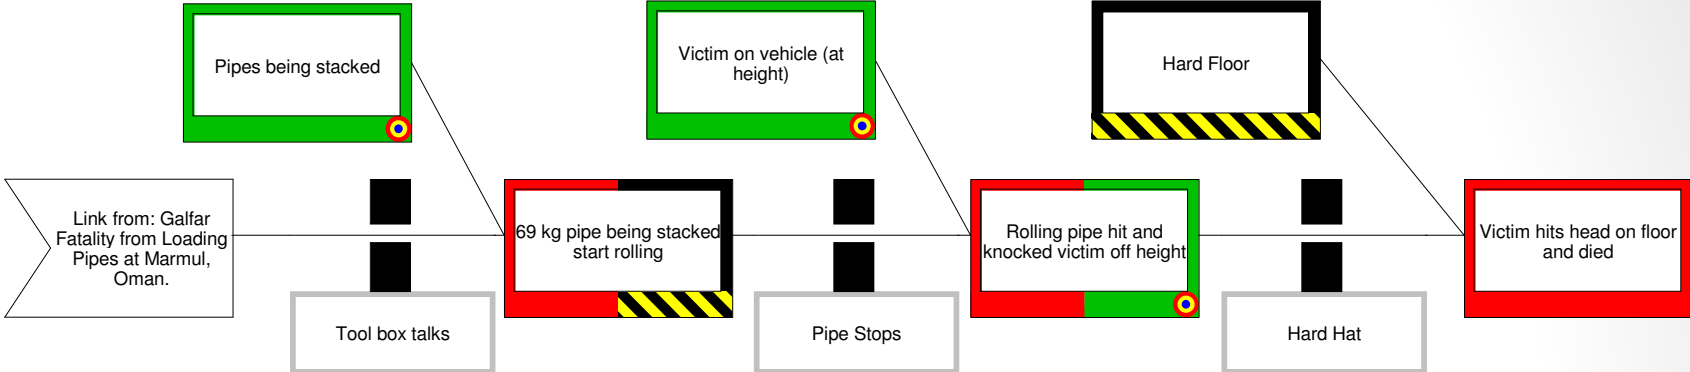 Pipes being stacked
Victim on vehicle (at
height)
Hard Floor
Link from: Galfar
Fatality from Loading
Pipes at Marmul,
Oman.
69 kg pipe being stacked
start rolling
Rolling pipe hit and
knocked victim off height
Victim hits head on floor
and died
Tool box talks
Pipe Stops
Hard Hat